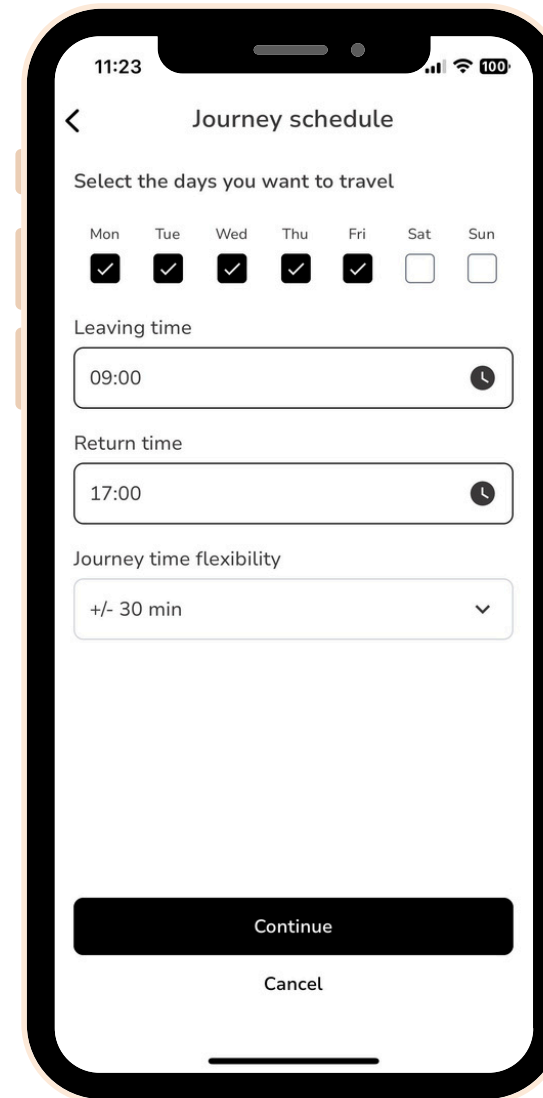 11:23
100
Journey schedule
Select the days you want to travel
Mon Tue Wed Thu Fri Sat Sun
Leaving time
09:00
Return time
17:00
Journey time flexibility
+/- 30 min
Continue
Cancel